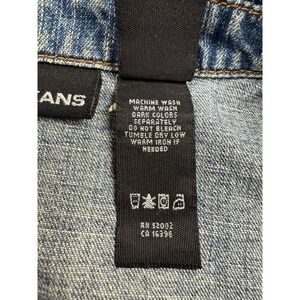 EANS
MACHINE WASH
WARM WASH
DARK COLORS
SEPARATELY
DO NOT BLEACH
TUMBLE DRY LOW
WARM IRON IF
NEEDED
RN 52002
CA 16396